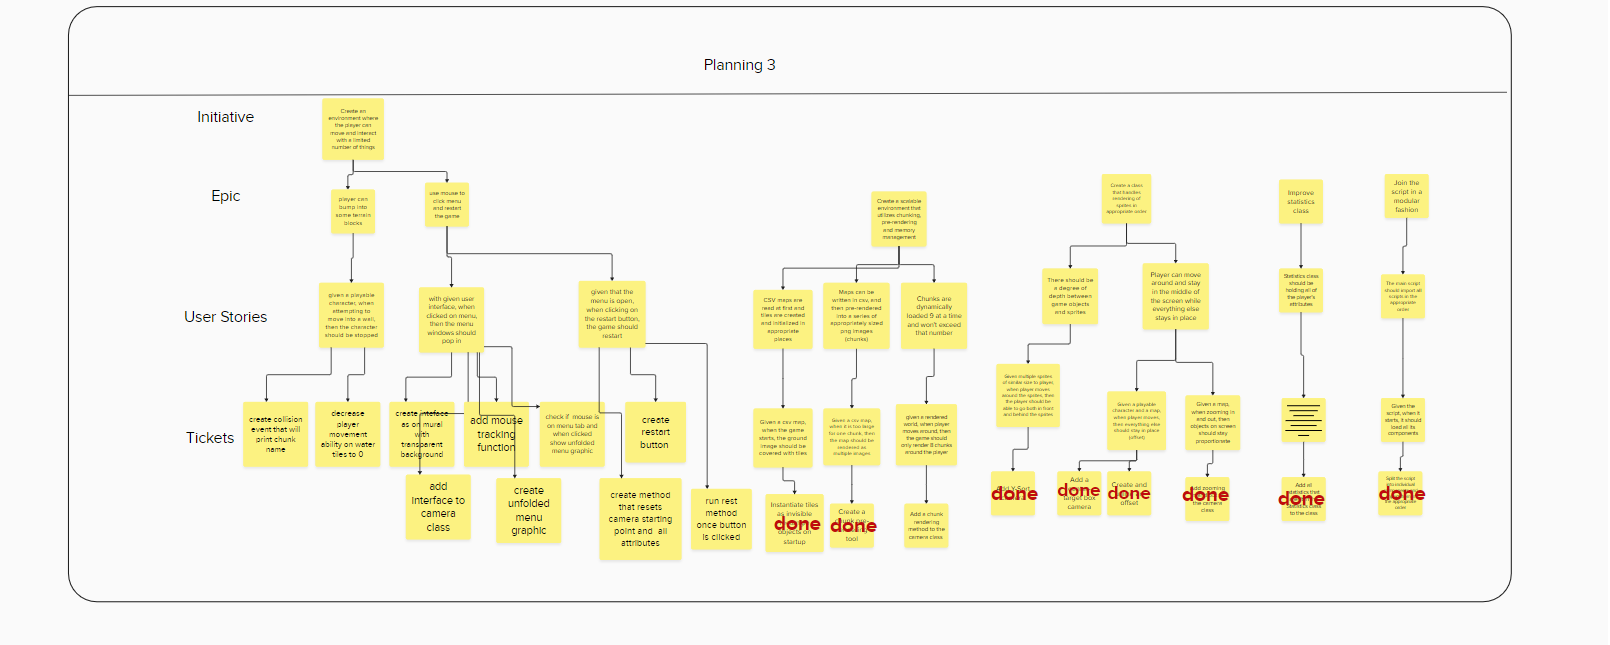 Planning 3
Initiative
Create an
environment where
the player can
move and interact
with a limited
number of things
Epic
player can
bump into
some terrain
blocks
use mouse to
click menu
and restart
the game
Create a scalable
environment that
utilizes chunking,
pre-rendering
and memory
management
Create a class
that handles
rendering of
sprites in
appropriate order
Improve
statistics
class
Join the
script in a
modular
fashion
User Stories
given a playable
character, when
attempting to
move into a wall,
then the character
should be stopped
with given user
interface, when
clicked on menu,
then the menu
windows should
pop in
given that the
menu is open,
when clicking on
the restart button,
the game should
restart
CSV maps are
read at first and
tiles are created
and initialized in
appropriate
places
Maps can be
written in csv, and
then pre-rendered
into a series of
appropriately sized
png images
(chunks)
Chunks are
dynamically
loaded 9 at a time
and won't exceed
that number
There should be
a degree of
depth between
game objects
and sprites
Player can move
around and stay
in the middle of
the screen while
everything else
stays in place
Statistics class
should be
holding all of
the player's
attributes
The main script
should import all
scripts in the
appropriate
order
Given multiple sprites
of similar size to player,
when player moves
around the sprites, then
the player should be
able to go both in front
and behind the sprites
Given a playable
character and a map,
when player moves,
then everything else
should stay in place
(offset)
Given a map,
when zooming in
and out, then
objects on screen
should stay
proportionate
Given the
script, when it
starts, it should
load all its
components
Tickets
create collision
event that will
print chunk
name
decrease
player
movement
ability on water
tiles to 0
create inteface
as on mural
with
transparent
background
add mouse
tracking
function
check if mouse is
on menu tab and
when clicked
show unfolded
menu graphic
create
restart
button
Given a csv map,
when the game
starts, the ground
image should be
covered with tiles
Given a csv map,
when it is too large
for one chunk, then
the map should be
rendered as
multiple images
given a rendered
world, when player
moves around, then
the game should
only render 8 chunks
around the player
add
interface to
camera
class
create
unfolded
menu
graphic
create method
that resets
camera starting
point and all
attributes
run rest
method
once button
is clicked
Instantiate tiles
as invisible
objects on
startup
done
Create a
tool
done
Add a chunk
rendering
method to the
camera class
Add Y-Sort
done
Add a
target box
camera
done
Create and
offset
done
Add zooming
the camera
class
done
Add all
statistics that
statistics class
to the class
done
Split the script
into individual
the appropriate
order
done